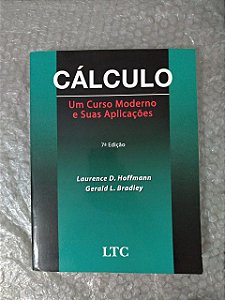 CÁLCULO
Um Curso Moderno
e Suas Aplicações
7ª Edição
Laurence D. Hoffmann
Gerald L. Bradley
LTC